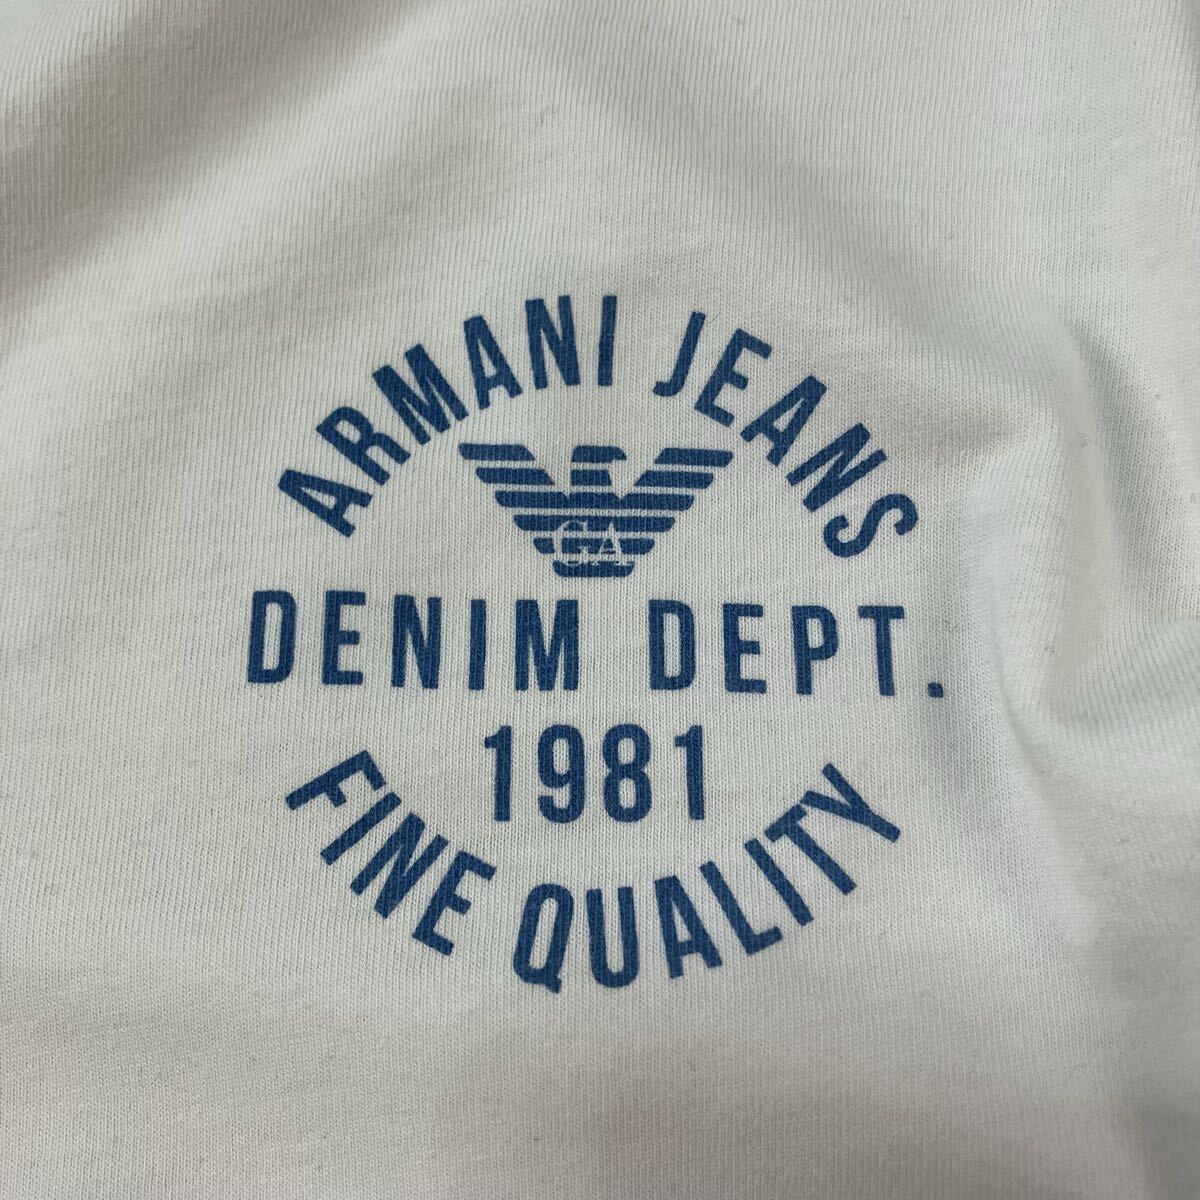 ARMANI JEANS
GA
DENIM DEPT.
1981
FINE QUALITY